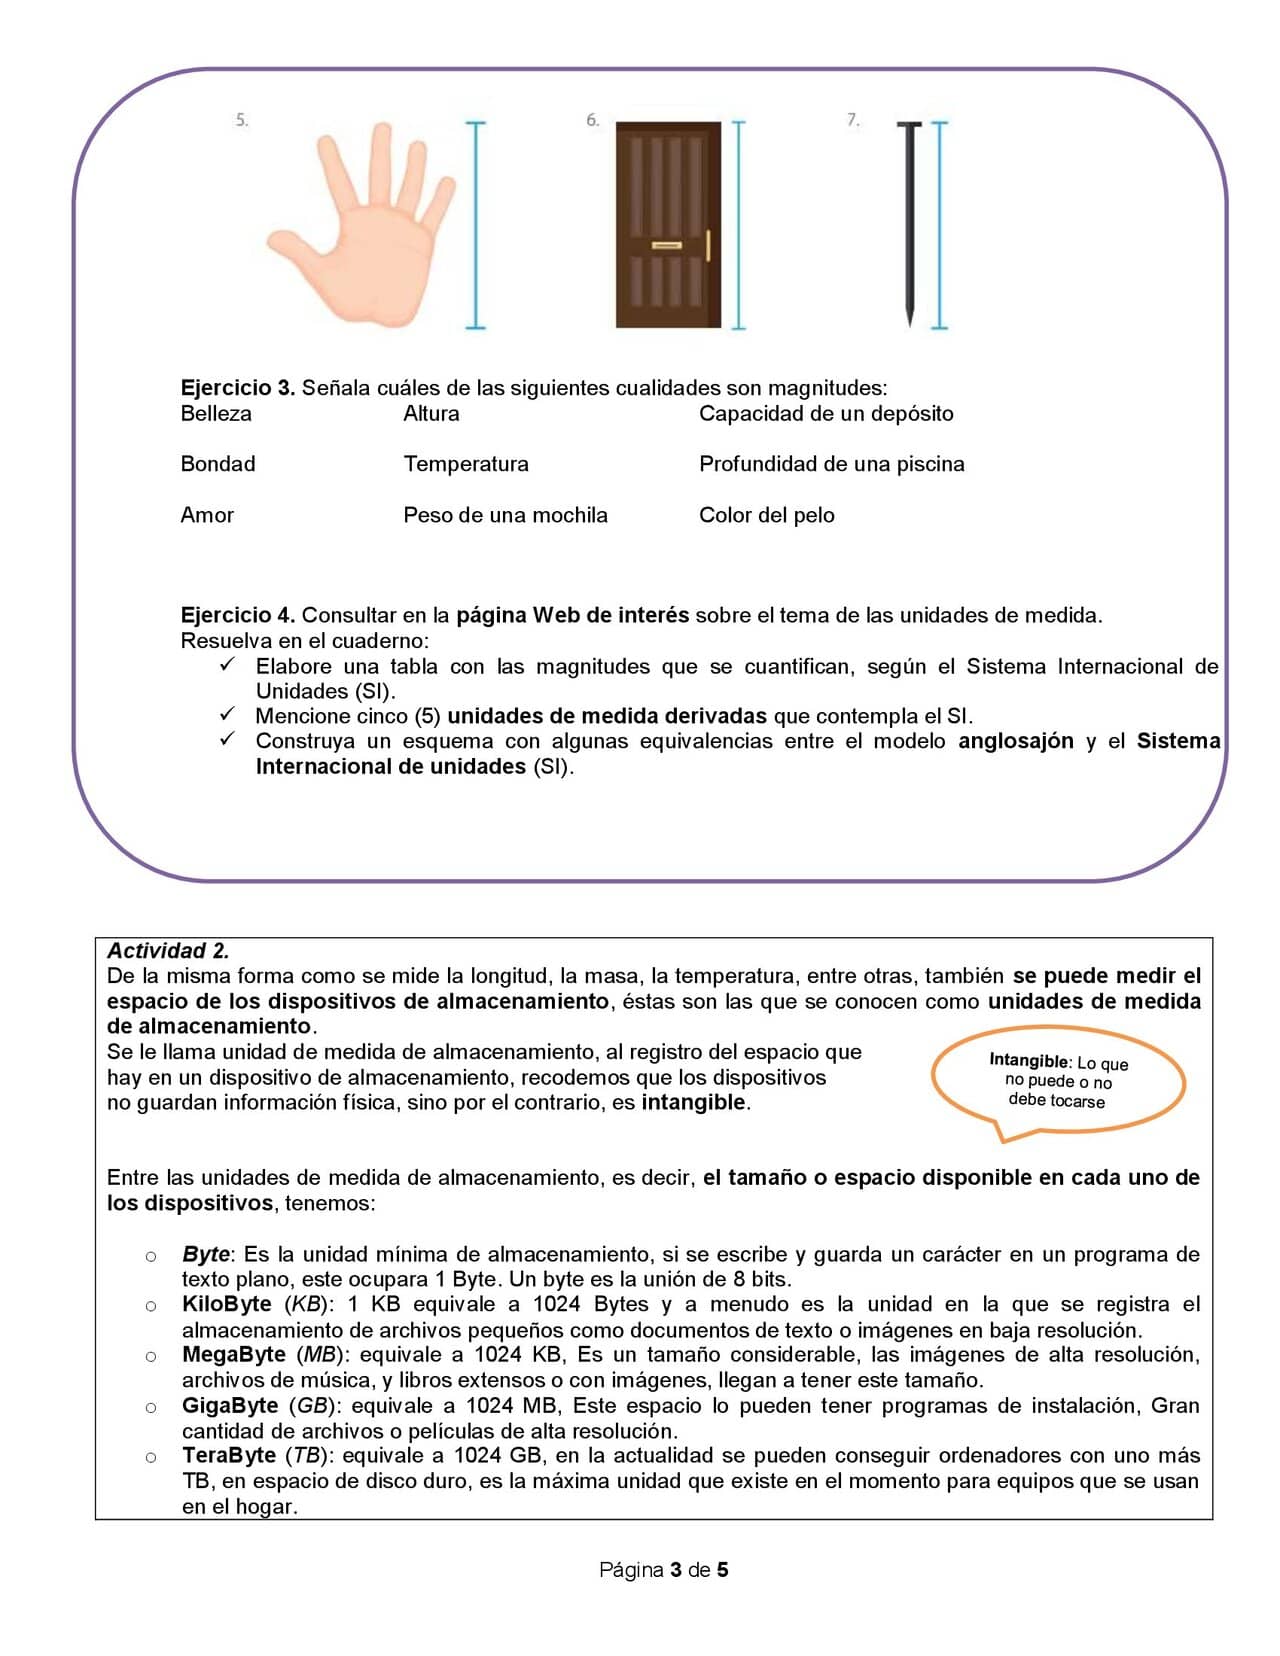 5. 6. 7.
Ejercicio 3. Señala cuáles de las siguientes cualidades son magnitudes:
Belleza Altura Capacidad de un depósito
Bondad Temperatura Profundidad de una piscina
Amor Peso de una mochila Color del pelo
Ejercicio 4. Consultar en la página Web de interés sobre el tema de las unidades de medida.
Resuelva en el cuaderno:
✓ Elabore una tabla con las magnitudes que se cuantifican, según el Sistema Internacional de
Unidades (SI).
✓ Mencione cinco (5) unidades de medida derivadas que contempla el SI.
✓ Construya un esquema con algunas equivalencias entre el modelo anglosajón y el Sistema
Internacional de unidades (SI).
Actividad 2.
De la misma forma como se mide la longitud, la masa, la temperatura, entre otras, también se puede medir el
espacio de los dispositivos de almacenamiento, éstas son las que se conocen como unidades de medida
de almacenamiento.
Se le llama unidad de medida de almacenamiento, al registro del espacio que
hay en un dispositivo de almacenamiento, recodemos que los dispositivos
no guardan información física, sino por el contrario, es intangible.
Intangible: Lo que
no puede o no
debe tocarse
Entre las unidades de medida de almacenamiento, es decir, el tamaño o espacio disponible en cada uno de
los dispositivos, tenemos:
o Byte: Es la unidad mínima de almacenamiento, si se escribe y guarda un carácter en un programa de
texto plano, este ocupara 1 Byte. Un byte es la unión de 8 bits.
o KiloByte (KB): 1 KB equivale a 1024 Bytes y a menudo es la unidad en la que se registra el
almacenamiento de archivos pequeños como documentos de texto o imágenes en baja resolución.
o MegaByte (MB): equivale a 1024 KB, Es un tamaño considerable, las imágenes de alta resolución,
archivos de música, y libros extensos o con imágenes, llegan a tener este tamaño.
o GigaByte (GB): equivale a 1024 MB, Este espacio lo pueden tener programas de instalación, Gran
cantidad de archivos o películas de alta resolución.
o TeraByte (TB): equivale a 1024 GB, en la actualidad se pueden conseguir ordenadores con uno más
TB, en espacio de disco duro, es la máxima unidad que existe en el momento para equipos que se usan
en el hogar.
Página 3 de 5